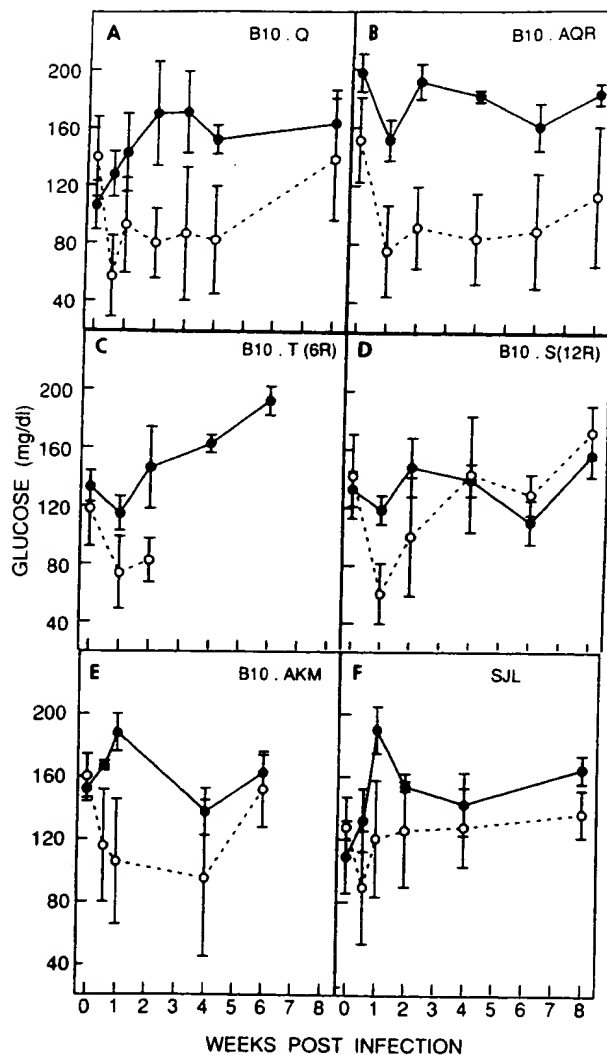 A B10 . Q
B B10 . AQR
200
160
120
80
40
C B10 . T (6R)
D B10 . S(12R)
200
160
120
80
40
E B10 . AKM
F SJL
200
160
120
80
40
GLUCOSE (mg/dl)
0 1 2 3 4 5 6 7 8
0 1 2 3 4 5 6 7 8
WEEKS POST INFECTION